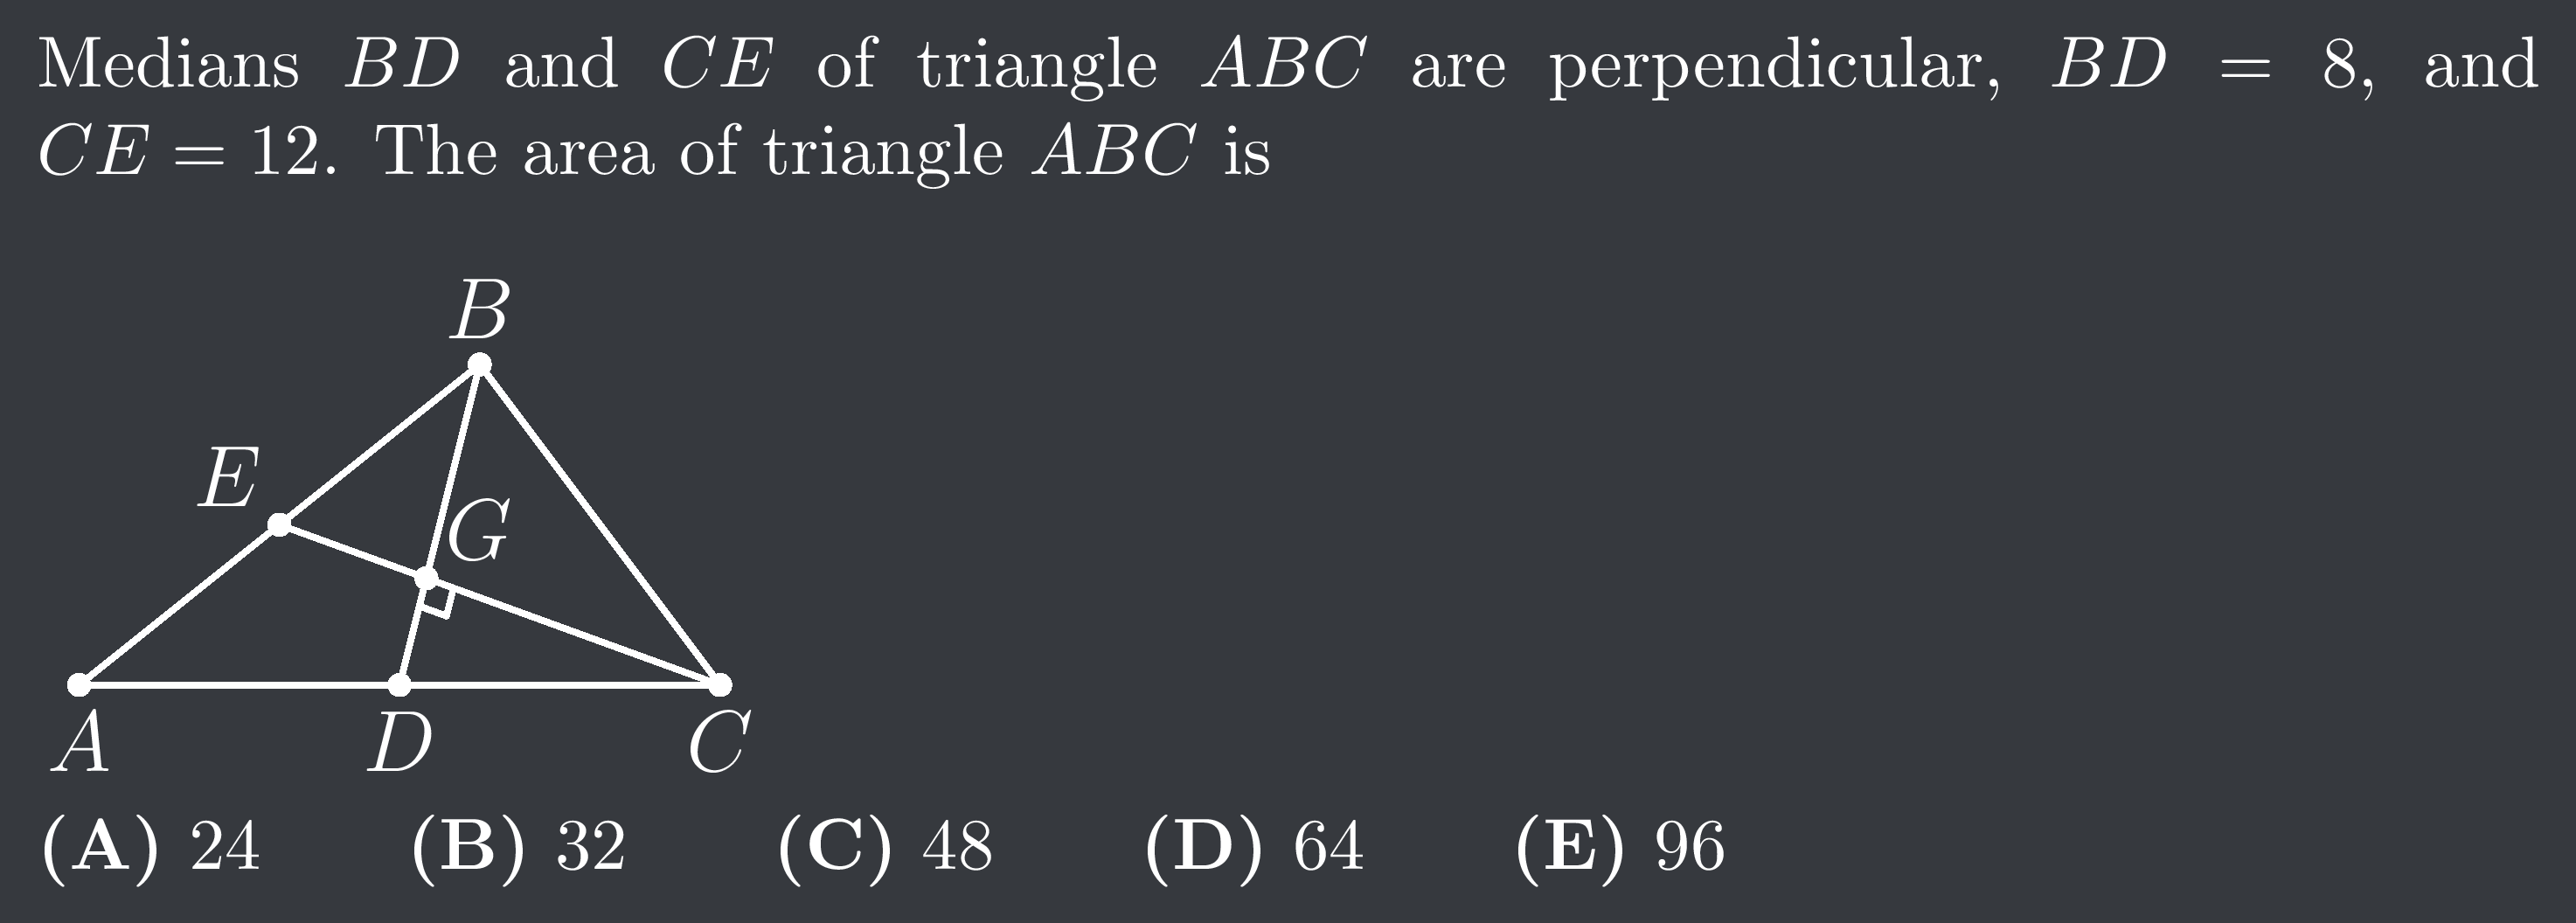 Medians BD and CE of triangle ABC are perpendicular, BD = 8, and
CE = 12. The area of triangle ABC is
B
E
G
A D C
(A) 24 (B) 32 (C) 48 (D) 64 (E) 96